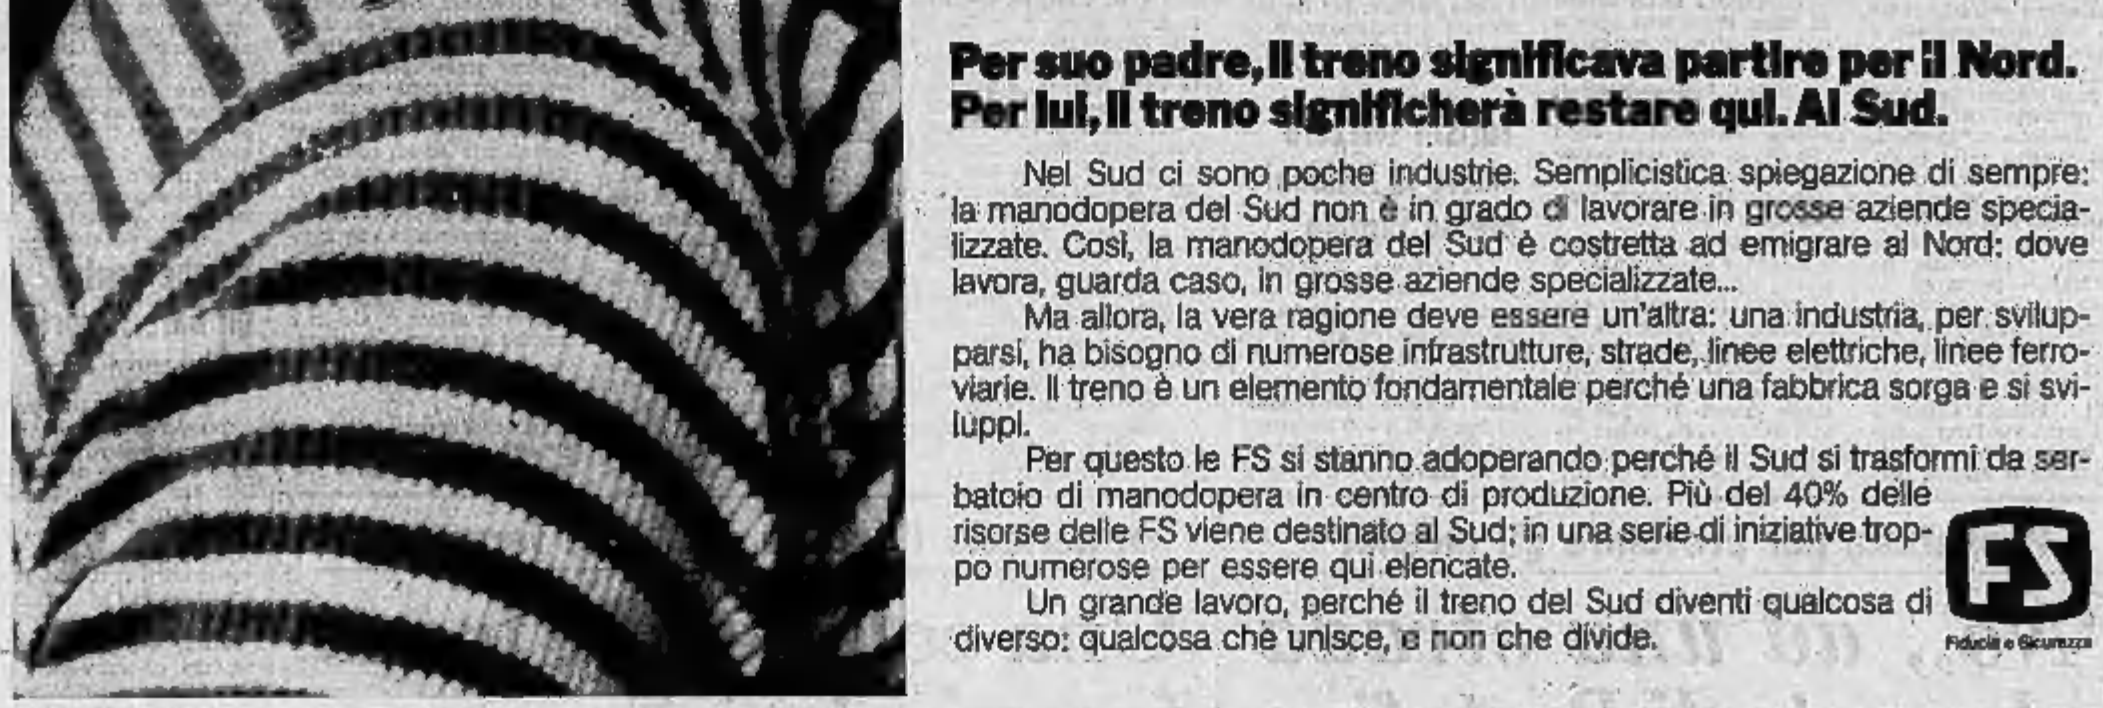 Per suo padre, il treno significava partire per il Nord.
Per lui, il treno significherà restare qui. Al Sud.
Nel Sud ci sono poche industrie. Semplicistica spiegazione di sempre:
la manodopera del Sud non è in grado di lavorare in grosse aziende specia-
lizzate. Così, la manodopera del Sud è costretta ad emigrare al Nord: dove
lavora, guarda caso, in grosse aziende specializzate...
Ma allora, la vera ragione deve essere un'altra: una industria, per svilup-
parsi, ha bisogno di numerose infrastrutture, strade, linee elettriche, linee ferro-
viarie. Il treno è un elemento fondamentale perché una fabbrica sorga e si svi-
luppi.
Per questo le FS si stanno adoperando perché il Sud si trasformi da ser-
batoio di manodopera in centro di produzione. Più del 40% delle
risorse delle FS viene destinato al Sud; in una serie di iniziative trop-
po numerose per essere qui elencate.
Un grande lavoro, perché il treno del Sud diventi qualcosa di
diverso: qualcosa che unisce, e non che divide.
FS
Fiducia e Sicurezza